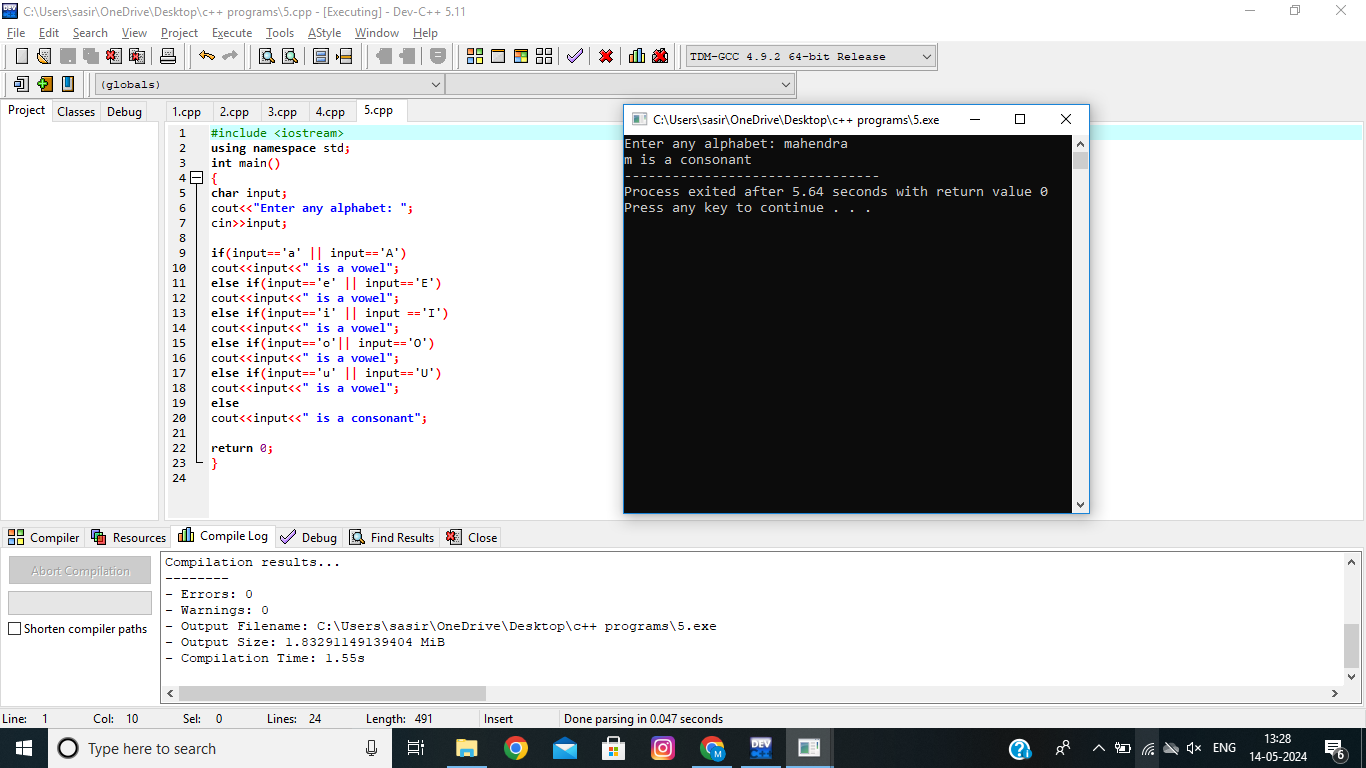 C:\Users\sasir\OneDrive\Desktop\c++ programs\5.cpp - [Executing] - Dev-C++ 5.11
File Edit Search View Project Execute Tools AStyle Window Help
TDM-GCC 4.9.2 64-bit Release
(globals)
Project Classes Debug
1.cpp 2.cpp 3.cpp 4.cpp 5.cpp
1 #include <iostream>
2 using namespace std;
3 int main()
4 {
5 char input;
6 cout<<"Enter any alphabet: ";
7 cin>>input;
8
9 if(input=='a' || input=='A')
10 cout<<input<<" is a vowel";
11 else if(input=='e' || input=='E')
12 cout<<input<<" is a vowel";
13 else if(input=='i' || input =='I')
14 cout<<input<<" is a vowel";
15 else if(input=='o'|| input=='O')
16 cout<<input<<" is a vowel";
17 else if(input=='u' || input=='U')
18 cout<<input<<" is a vowel";
19 else
20 cout<<input<<" is a consonant";
21
22 return 0;
23 }
24
C:\Users\sasir\OneDrive\Desktop\c++ programs\5.exe
Enter any alphabet: mahendra
m is a consonant
--------------------------------
Process exited after 5.64 seconds with return value 0
Press any key to continue . . .
Compiler Resources Compile Log Debug Find Results Close
Abort Compilation
Shorten compiler paths
Compilation results...
--------
- Errors: 0
- Warnings: 0
- Output Filename: C:\Users\sasir\OneDrive\Desktop\c++ programs\5.exe
- Output Size: 1.83291149139404 MiB
- Compilation Time: 1.55s
Line: 1 Col: 10 Sel: 0 Lines: 24 Length: 491 Insert Done parsing in 0.047 seconds
Type here to search
M
DEV
ENG
13:28
14-05-2024
6